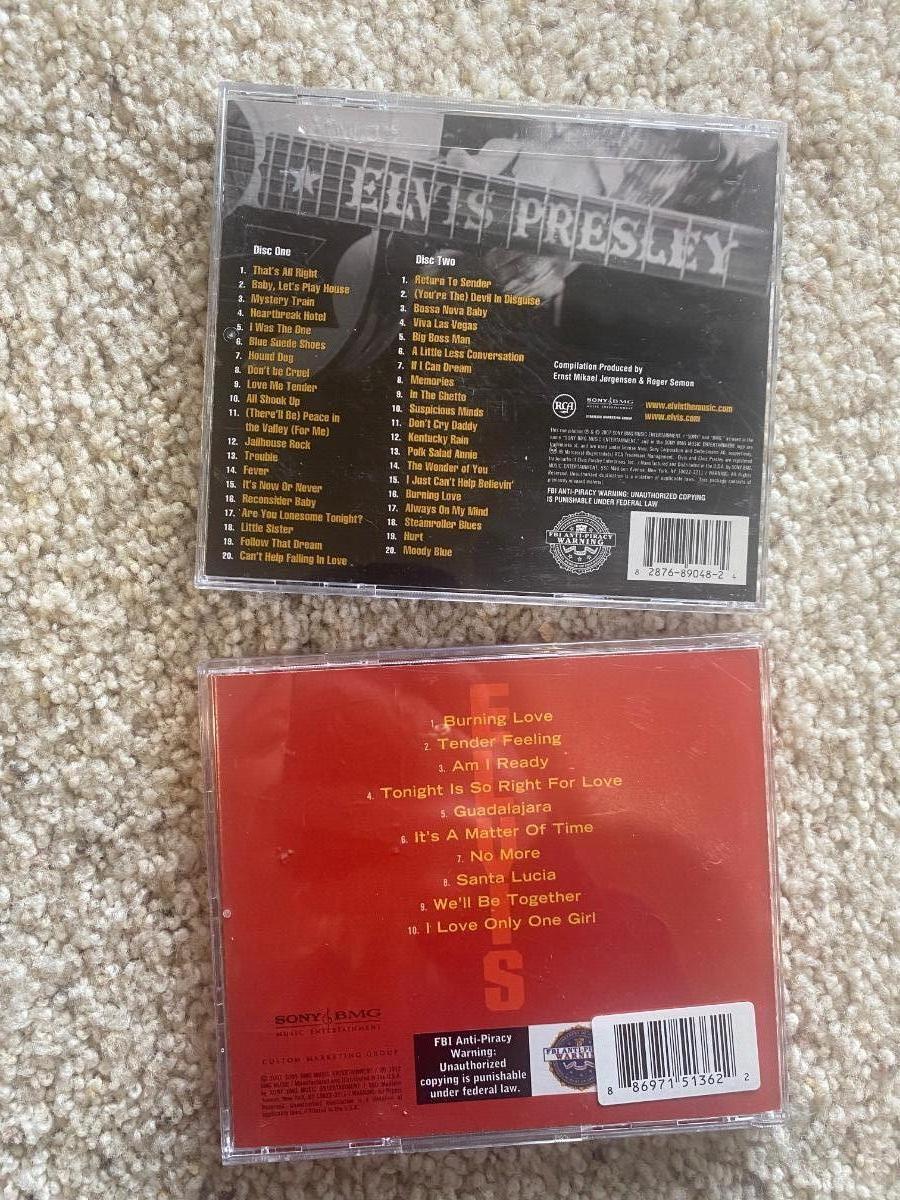 ELVIS PRESLEY
Disc One
1. That's All Right
2. Baby, Let's Play House
3. Mystery Train
4. Heartbreak Hotel
5. I Was The One
6. Blue Suede Shoes
7. Hound Dog
8. Don't be Cruel
9. Love Me Tender
10. All Shook Up
11. (There'll Be) Peace in
the Valley (For Me)
12. Jailhouse Rock
13. Trouble
14. Fever
15. It's Now Or Never
16. Reconsider Baby
17. Are You Lonesome Tonight?
18. Little Sister
19. Follow That Dream
20. Can't Help Falling In Love
Disc Two
1. Return To Sender
2. (You're The) Devil In Disguise
3. Bossa Nova Baby
4. Viva Las Vegas
5. Big Boss Man
6. A Little Less Conversation
7. If I Can Dream
8. Memories
9. In The Ghetto
10. Suspicious Minds
11. Don't Cry Daddy
12. Kentucky Rain
13. Polk Salad Annie
14. The Wonder of You
15. I Just Can't Help Believin'
16. Burning Love
17. Always On My Mind
18. Steamroller Blues
19. Hurt
20. Moody Blue
Compilation Produced by
Ernst Mikael Jørgensen & Roger Semon
RCA
SONY BMG
MUSIC ENTERTAINMENT
www.elvisthemusic.com
www.elvis.com
FBI ANTI-PIRACY WARNING: UNAUTHORIZED COPYING
IS PUNISHABLE UNDER FEDERAL LAW
FBI ANTI-PIRACY
WARNING
8 2876-89048-2 4
ELVIS
1. Burning Love
2. Tender Feeling
3. Am I Ready
4. Tonight Is So Right For Love
5. Guadalajara
6. It's A Matter Of Time
7. No More
8. Santa Lucia
9. We'll Be Together
10. I Love Only One Girl
SONY BMG
MUSIC ENTERTAINMENT
CUSTOM MARKETING GROUP
FBI Anti-Piracy
Warning:
Unauthorized
copying is punishable
under federal law.
8 86971 51362 2